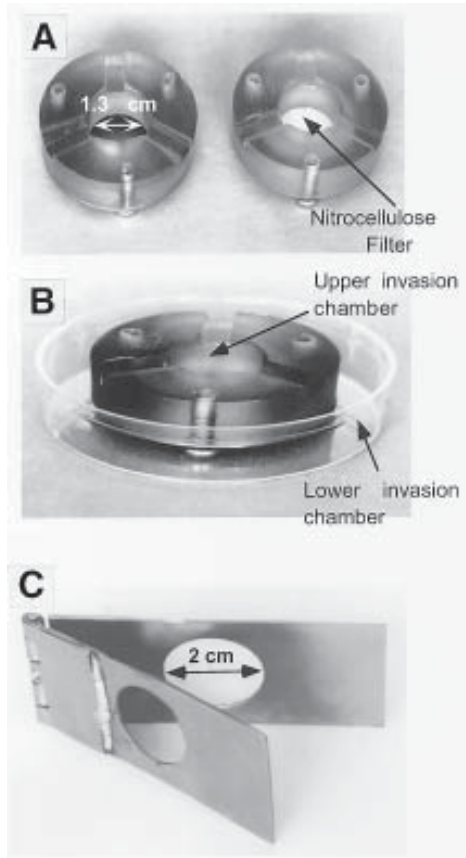 A
1.3 cm
Nitrocellulose
Filter
B
Upper invasion
chamber
Lower invasion
chamber
C
2 cm